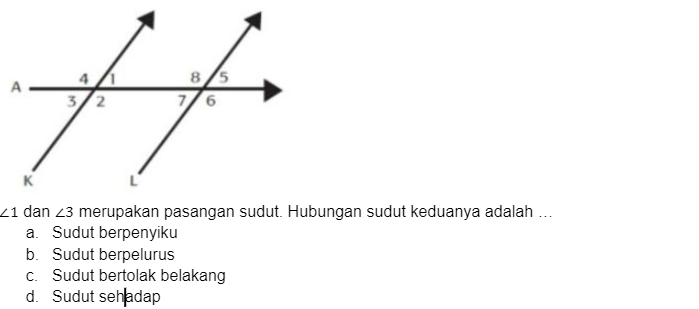 4 1 8 5
A
3 2 7 6
K L
∠1 dan ∠3 merupakan pasangan sudut. Hubungan sudut keduanya adalah …
a. Sudut berpenyiku
b. Sudut berpelurus
c. Sudut bertolak belakang
d. Sudut sehadap